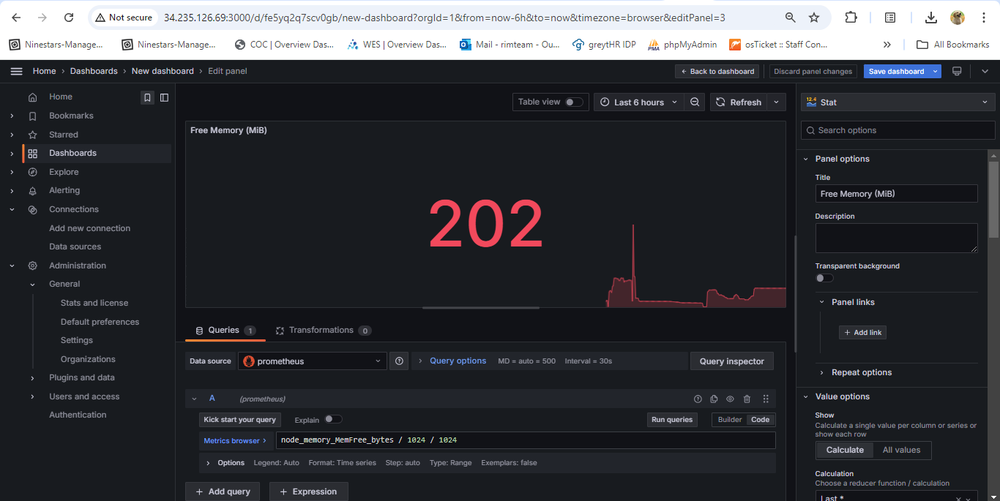 Not secure
34.235.126.69:3000/d/fe5yq2q7scv0gb/new-dashboard?orgId=1&from=now-6h&to=now&timezone=browser&editPanel=3
Ninestars-Manage...
Ninestars-Manage...
COC | Overview Das...
WES | Overview Das...
Mail - rimteam - Ou...
greytHR IDP
PMA
phpMyAdmin
osTicket :: Staff Con...
»
All Bookmarks
Home › Dashboards › New dashboard › Edit panel
← Back to dashboard
Discard panel changes
Save dashboard
Home
Bookmarks
Starred
Dashboards
Explore
Alerting
Connections
Add new connection
Data sources
Administration
General
Stats and license
Default preferences
Settings
Organizations
Plugins and data
Users and access
Authentication
Table view
Last 6 hours
Refresh
Free Memory (MiB)
202
Queries 1
Transformations 0
Data source
prometheus
Query options
MD = auto = 500
Interval = 30s
Query inspector
A
(prometheus)
Kick start your query
Explain
Run queries
Builder
Code
Metrics browser >
node_memory_MemFree_bytes / 1024 / 1024
Options
Legend: Auto
Format: Time series
Step: auto
Type: Range
Exemplars: false
+ Add query
+ Expression
12.4
Stat
Search options
Panel options
Title
Free Memory (MiB)
Description
Transparent background
Panel links
+ Add link
Repeat options
Value options
Show
Calculate a single value per column or series or
show each row
Calculate
All values
Calculation
Choose a reducer function / calculation
Last *